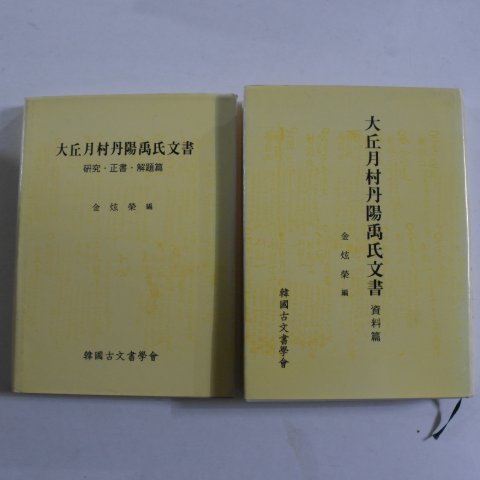 大丘月村丹陽禹氏文書
研究·正書·解題篇
金炫榮 編
韓國古文書學會
大丘月村丹陽禹氏文書 資料篇
金炫榮 編
韓國古文書學會